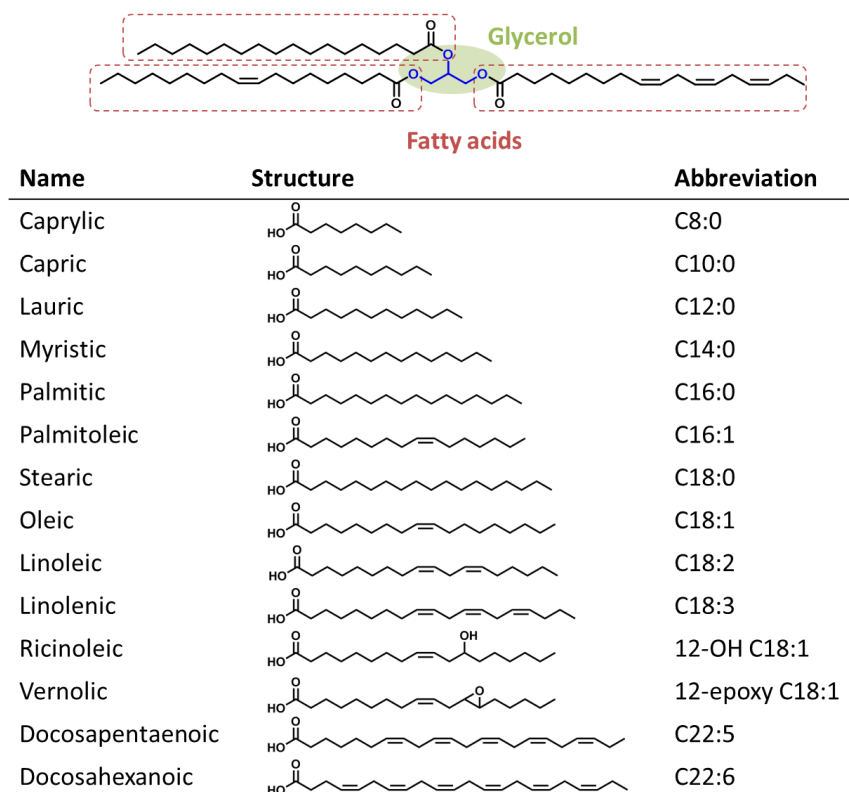 O
Glycerol
O
O
O
O
O
Fatty acids
Name Structure Abbreviation
Caprylic O HO C8:0
Capric O HO C10:0
Lauric O HO C12:0
Myristic O HO C14:0
Palmitic O HO C16:0
Palmitoleic O HO C16:1
Stearic O HO C18:0
Oleic O HO C18:1
Linoleic O HO C18:2
Linolenic O HO C18:3
Ricinoleic O HO OH 12-OH C18:1
Vernolic O HO O 12-epoxy C18:1
Docosapentaenoic O HO C22:5
Docosahexanoic O HO C22:6